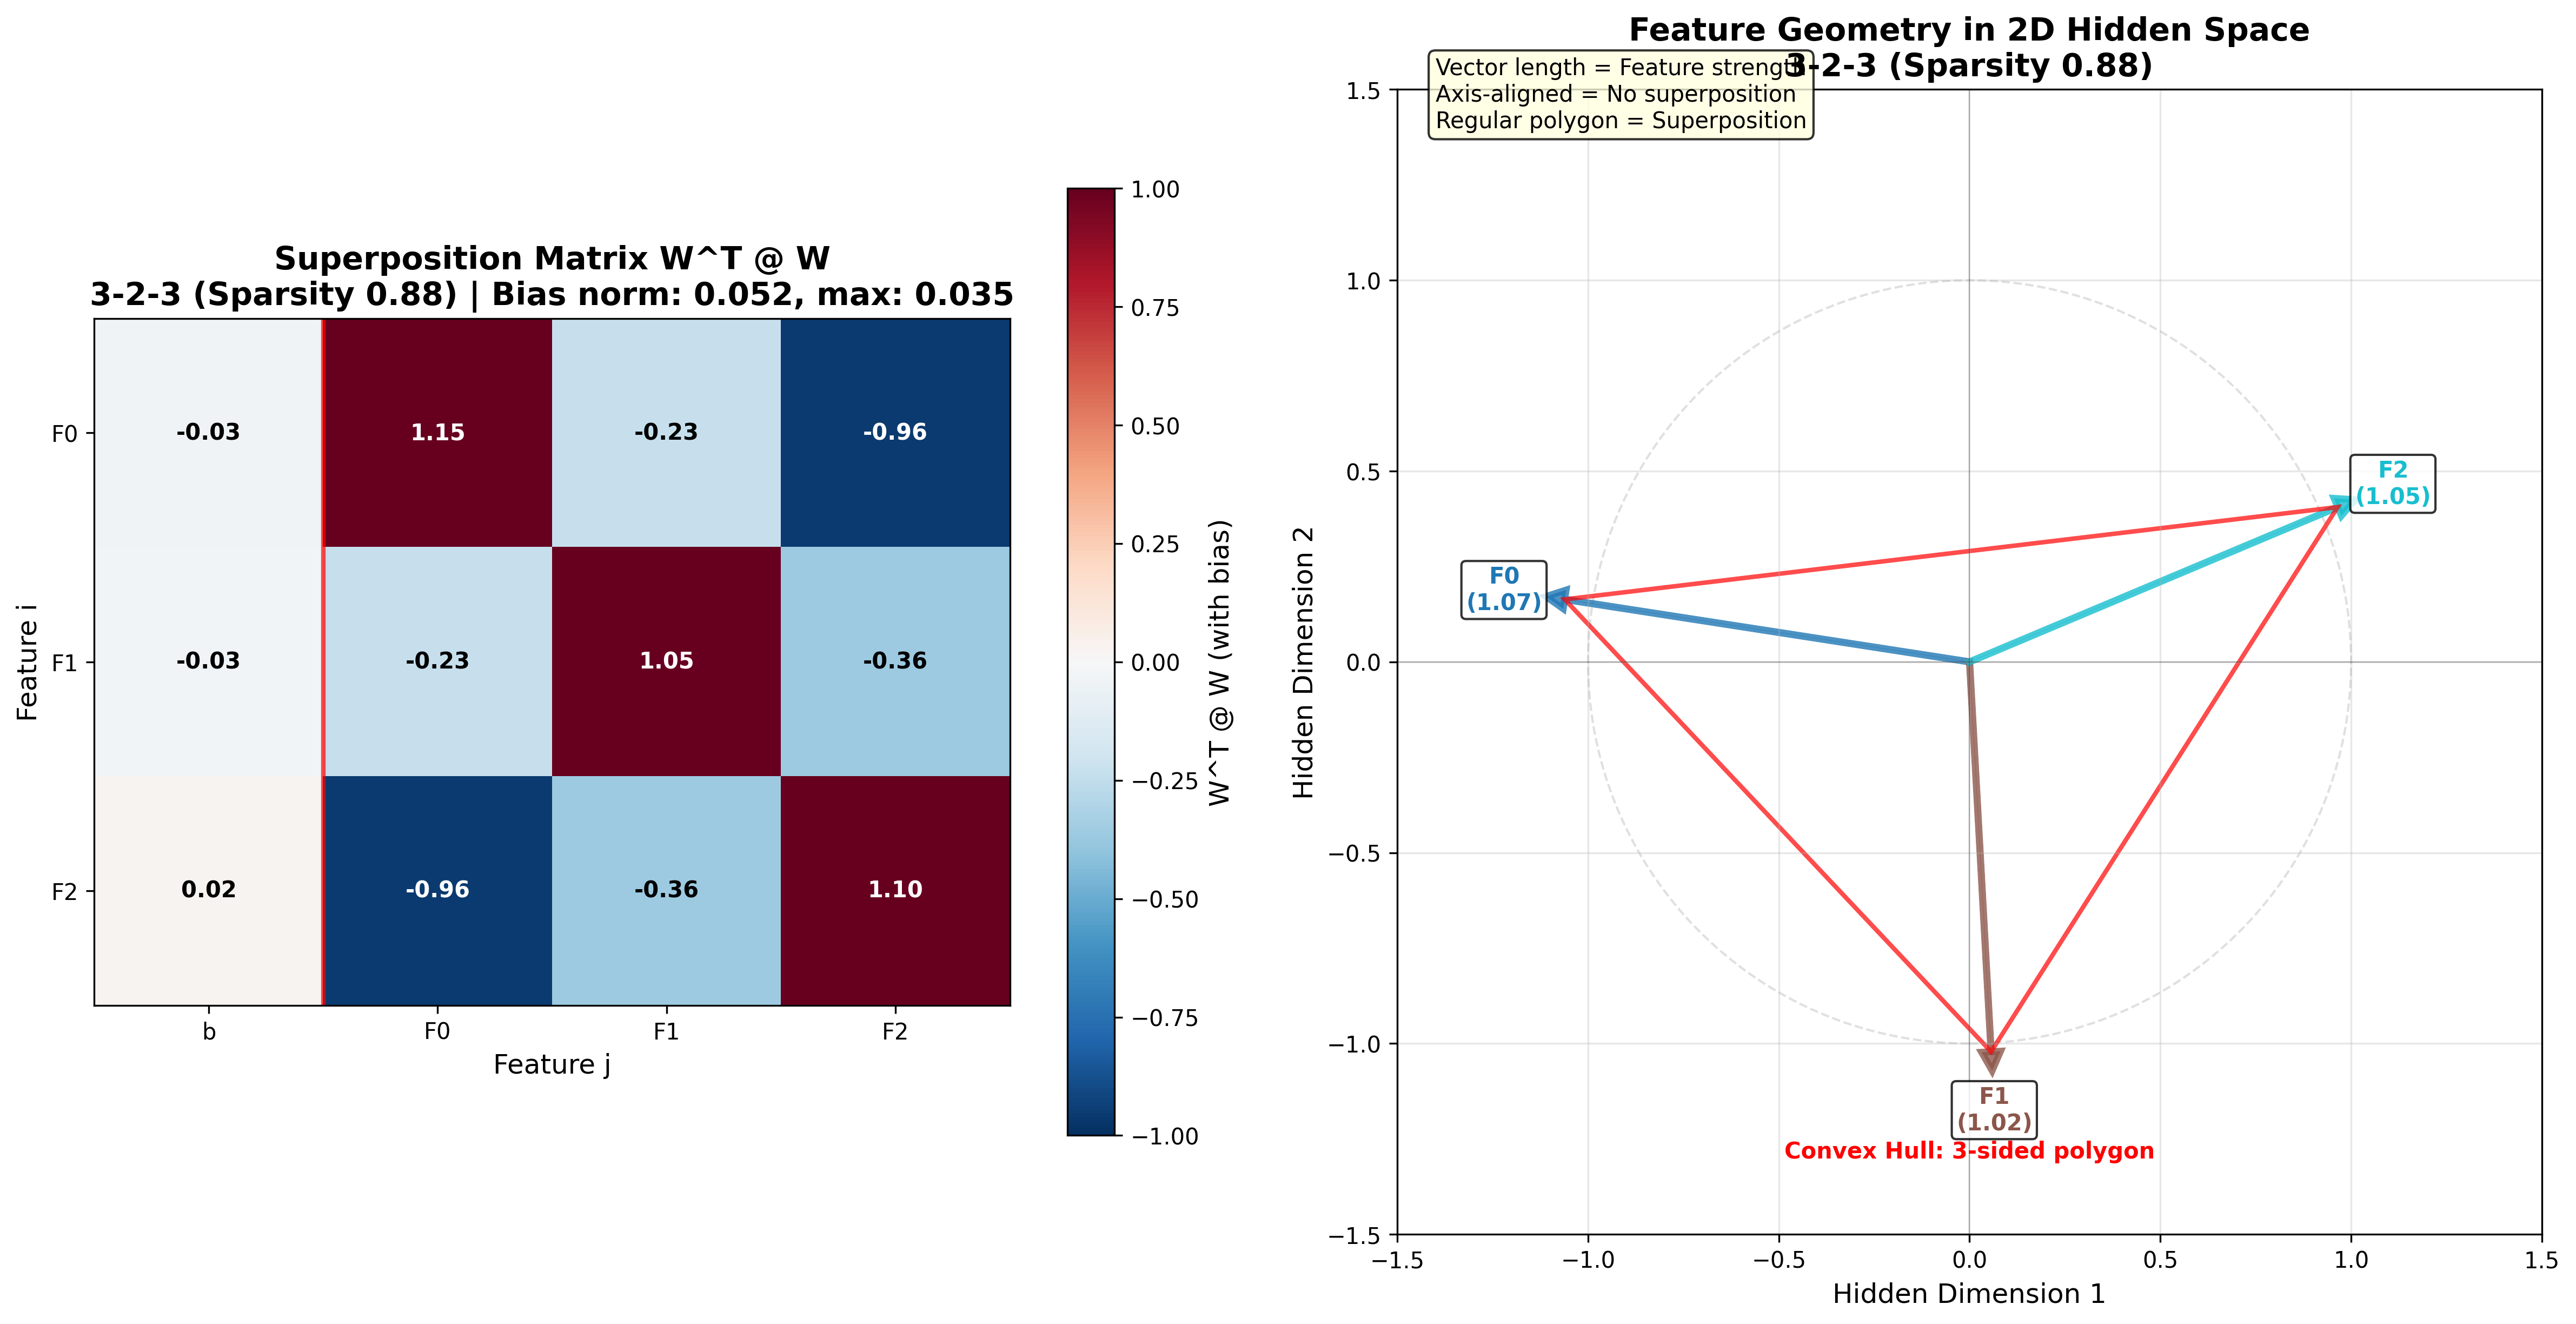 Superposition Matrix W^T @ W
3-2-3 (Sparsity 0.88) | Bias norm: 0.052, max: 0.035
F0
F1
F2
Feature i
-0.03
1.15
-0.23
-0.96
-0.03
-0.23
1.05
-0.36
0.02
-0.96
-0.36
1.10
b
F0
F1
F2
Feature j
1.00
0.75
0.50
0.25
0.00
−0.25
−0.50
−0.75
−1.00
W^T @ W (with bias)
Feature Geometry in 2D Hidden Space
3-2-3 (Sparsity 0.88)
Vector length = Feature strength
Axis-aligned = No superposition
Regular polygon = Superposition
1.5
1.0
0.5
0.0
−0.5
−1.0
−1.5
Hidden Dimension 2
F2
(1.05)
F0
(1.07)
F1
(1.02)
Convex Hull: 3-sided polygon
−1.5
−1.0
−0.5
0.0
0.5
1.0
1.5
Hidden Dimension 1